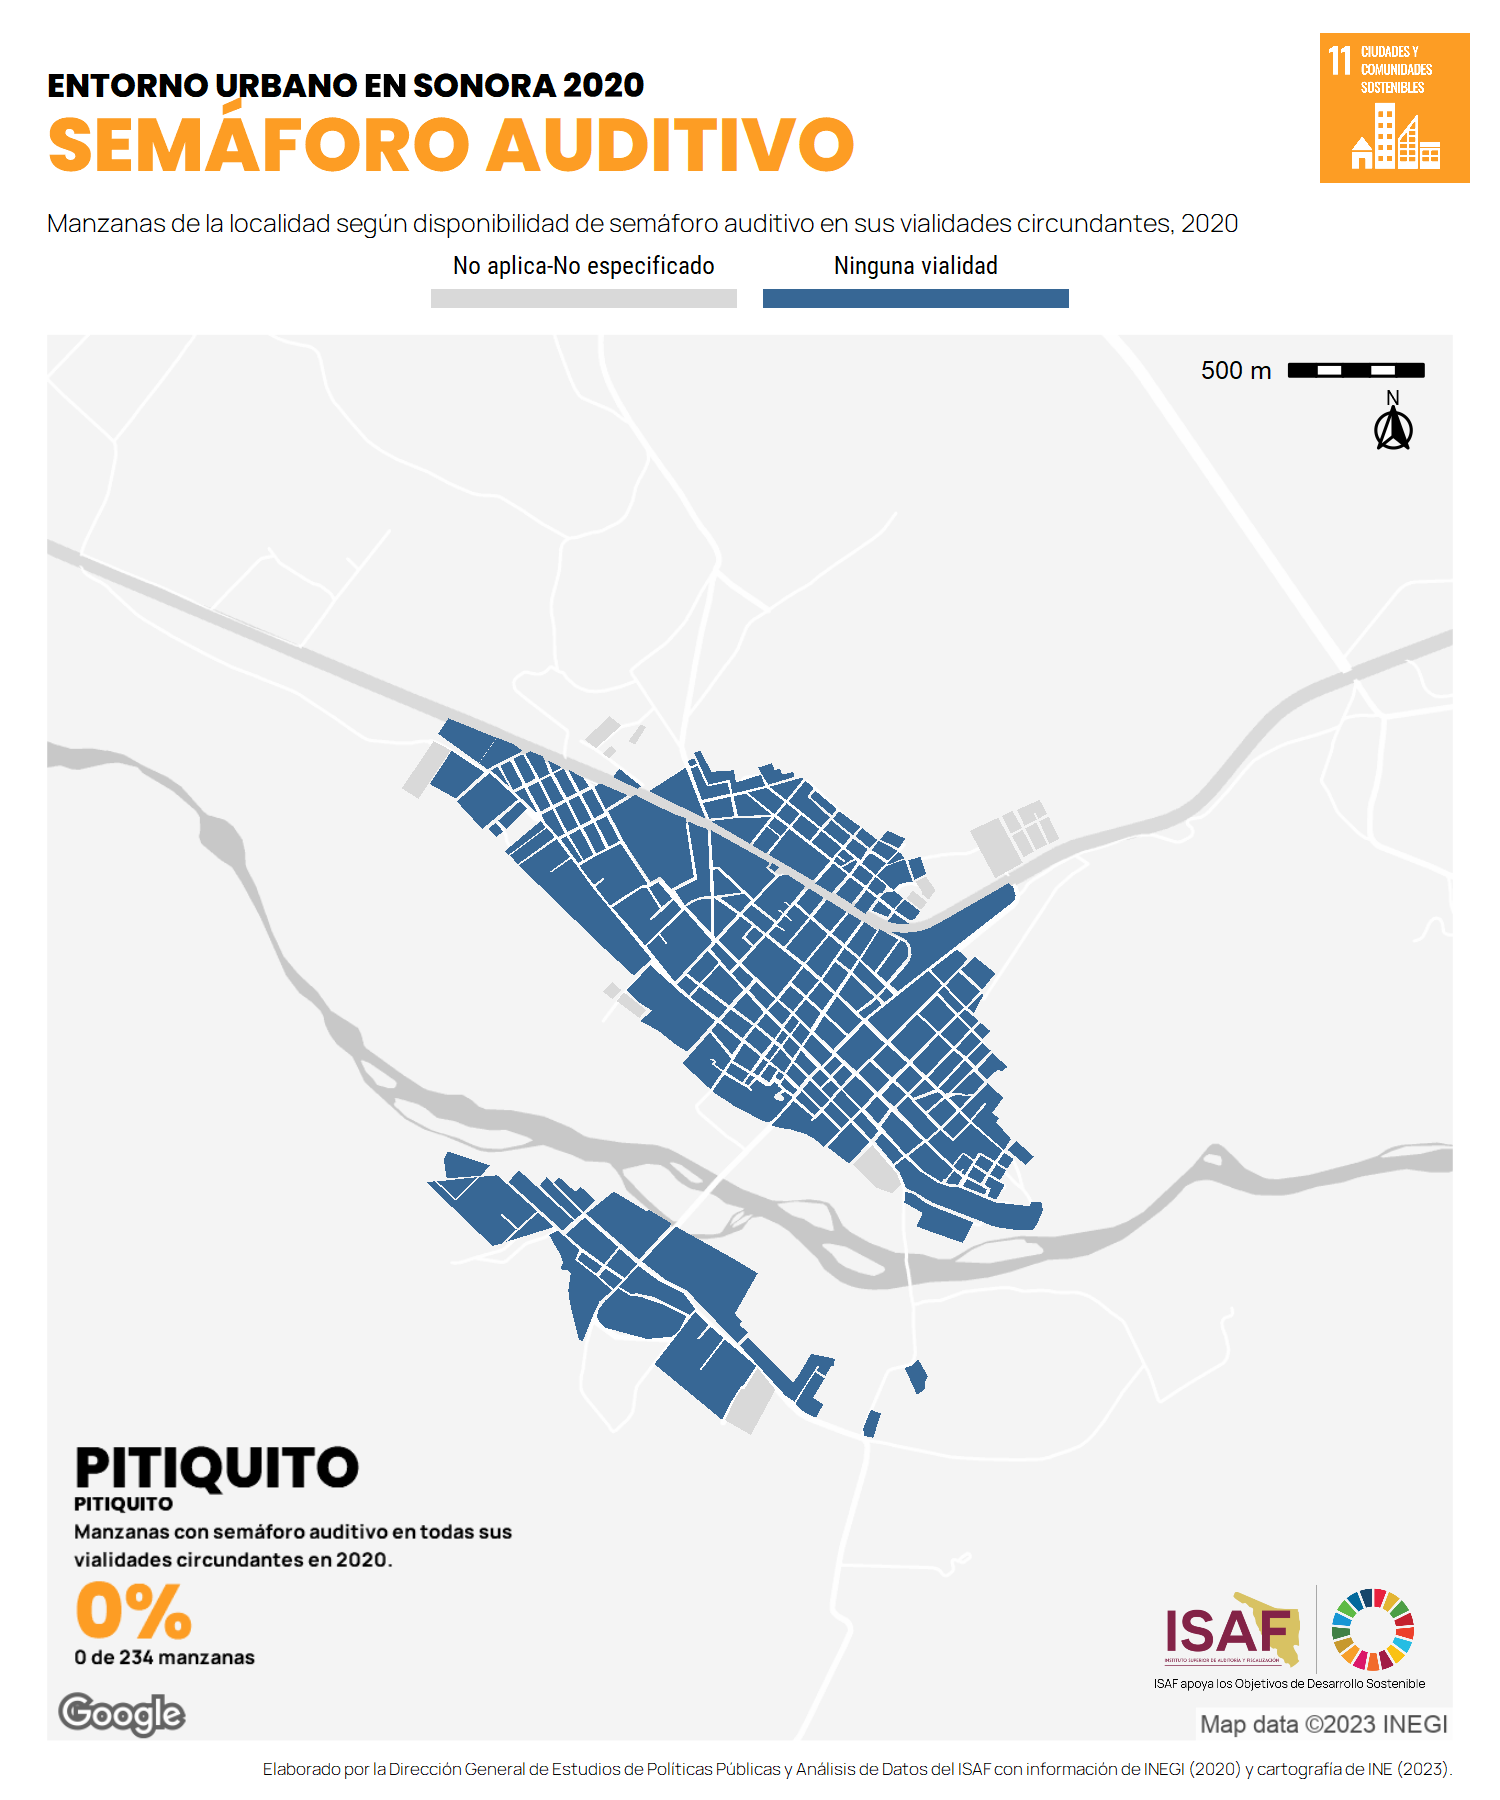 ENTORNO URBANO EN SONORA 2020
SEMÁFORO AUDITIVO
11 CIUDADES Y
COMUNIDADES
SOSTENIBLES
Manzanas de la localidad según disponibilidad de semáforo auditivo en sus vialidades circundantes, 2020
No aplica-No especificado
Ninguna vialidad
500 m
N
PITIQUITO
PITIQUITO
Manzanas con semáforo auditivo en todas sus
vialidades circundantes en 2020.
0%
0 de 234 manzanas
Google
ISAF
INSTITUTO SUPERIOR DE AUDITORÍA Y FISCALIZACIÓN
ISAF apoya los Objetivos de Desarrollo Sostenible
Map data ©2023 INEGI
Elaborado por la Dirección General de Estudios de Políticas Públicas y Análisis de Datos del ISAF con información de INEGI (2020) y cartografía de INE (2023).